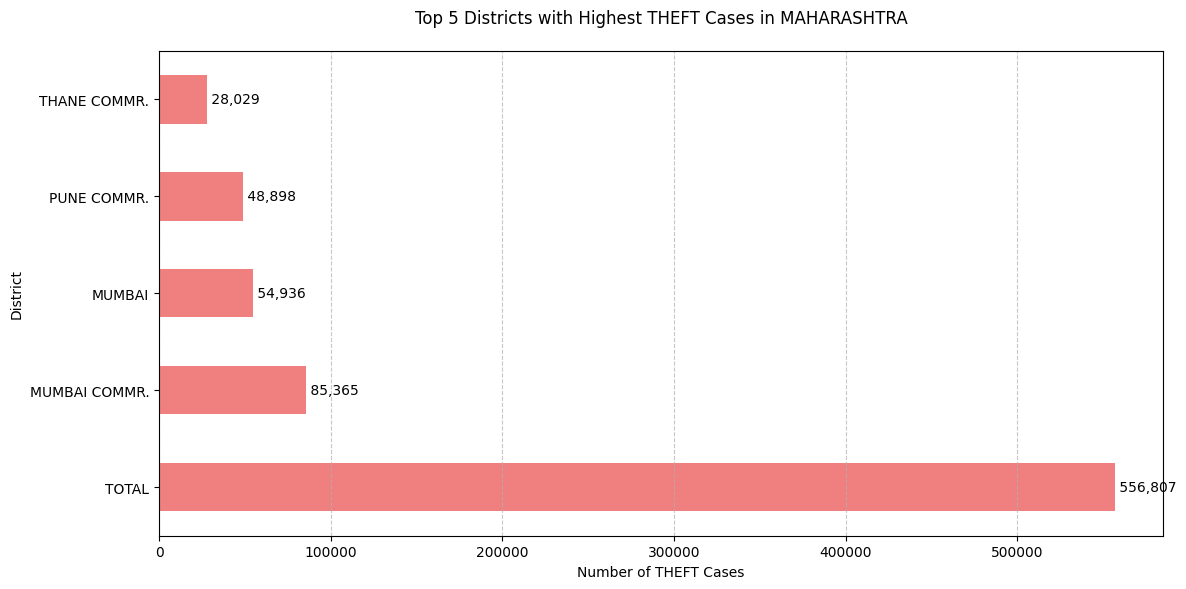 Top 5 Districts with Highest THEFT Cases in MAHARASHTRA
District
THANE COMMR. 28,029
PUNE COMMR. 48,898
MUMBAI 54,936
MUMBAI COMMR. 85,365
TOTAL 556,807
0 100000 200000 300000 400000 500000
Number of THEFT Cases